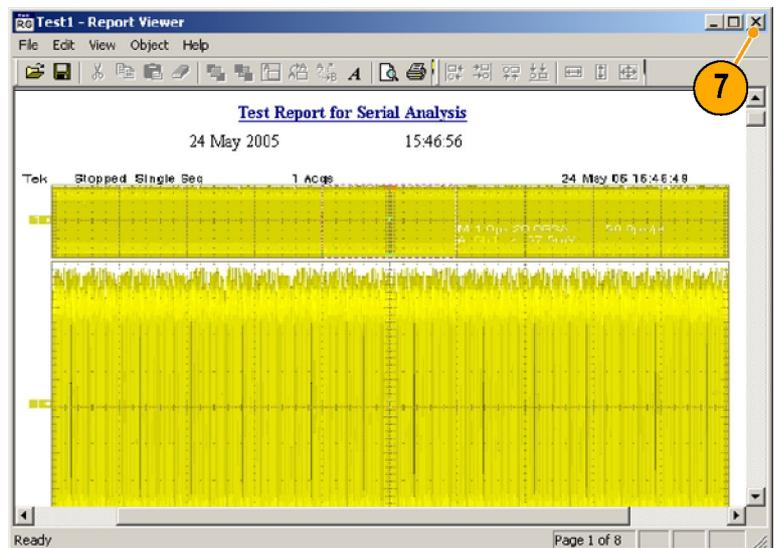 Test1 - Report Viewer
File Edit View Object Help
7
Test Report for Serial Analysis
24 May 2005 15:46:56
Tek Stopped Single Seq 1 Acqs 24 May 05 15:46:49
Ready Page 1 of 8